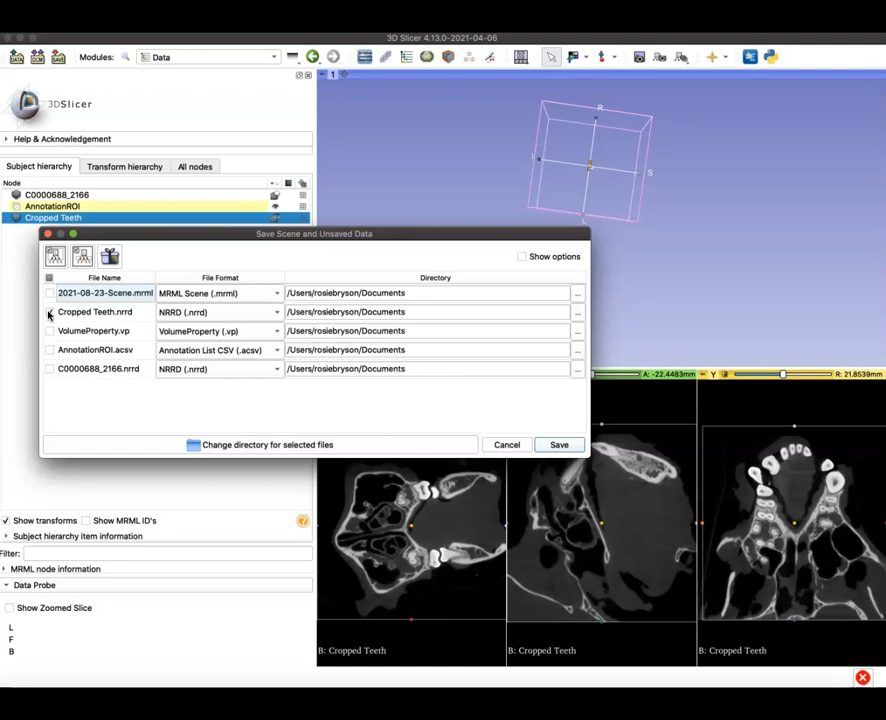 3D Slicer 4.13.0-2021-04-06
DATA
DCM
SAVE
Modules:
Data
3DSlicer
Help & Acknowledgement
Subject hierarchy
Transform hierarchy
All nodes
Node
C0000688_2166
AnnotationROI
Cropped Teeth
1
R
S
L
Save Scene and Unsaved Data
Show options
File Name
File Format
Directory
2021-08-23-Scene.mrml
MRML Scene (.mrml)
/Users/rosiebryson/Documents
...
Cropped Teeth.nrrd
NRRD (.nrrd)
/Users/rosiebryson/Documents
...
VolumeProperty.vp
VolumeProperty (.vp)
/Users/rosiebryson/Documents
...
AnnotationROI.acsv
Annotation List CSV (.acsv)
/Users/rosiebryson/Documents
...
C0000688_2166.nrrd
NRRD (.nrrd)
/Users/rosiebryson/Documents
...
Change directory for selected files
Cancel
Save
A: -22.4483mm
Y
R: 21.8539mm
Show transforms
Show MRML ID's
Subject hierarchy item information
Filter:
MRML node information
Data Probe
Show Zoomed Slice
L
F
B
B: Cropped Teeth
B: Cropped Teeth
B: Cropped Teeth